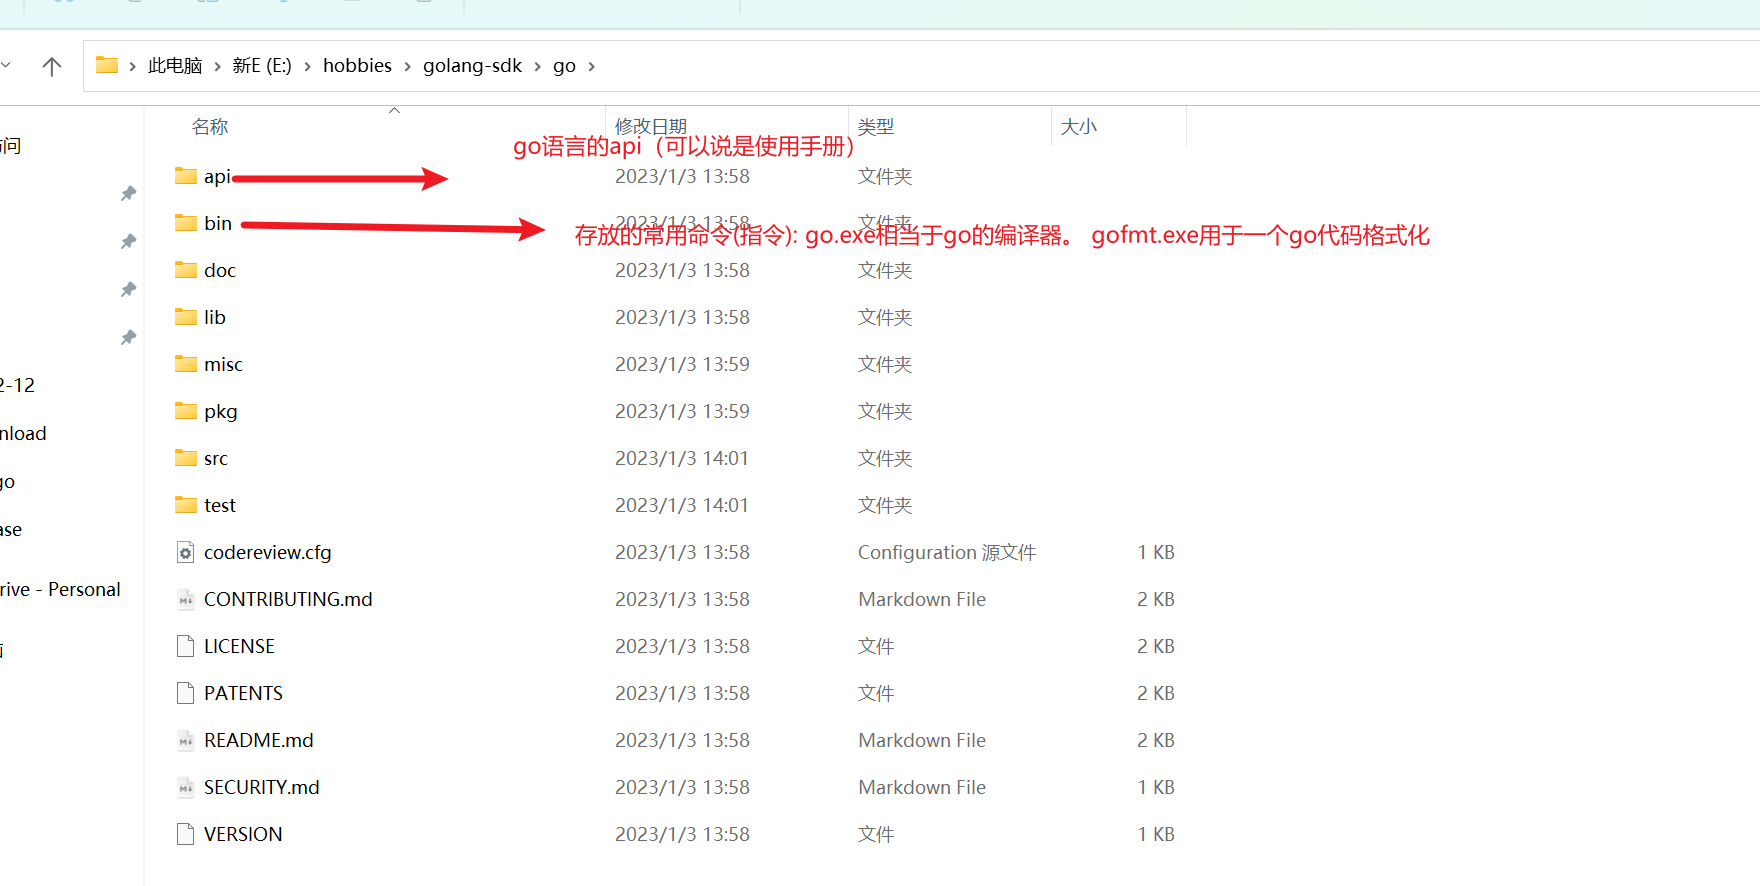 此电脑 › 新E (E:) › hobbies › golang-sdk › go ›
名称 修改日期 类型 大小
go语言的api（可以说是使用手册）
api 2023/1/3 13:58 文件夹
bin 2023/1/3 13:58 文件夹
存放的常用命令(指令): go.exe相当于go的编译器。 gofmt.exe用于一个go代码格式化
doc 2023/1/3 13:58 文件夹
lib 2023/1/3 13:58 文件夹
misc 2023/1/3 13:59 文件夹
pkg 2023/1/3 13:59 文件夹
src 2023/1/3 14:01 文件夹
test 2023/1/3 14:01 文件夹
codereview.cfg 2023/1/3 13:58 Configuration 源文件 1 KB
CONTRIBUTING.md 2023/1/3 13:58 Markdown File 2 KB
LICENSE 2023/1/3 13:58 文件 2 KB
PATENTS 2023/1/3 13:58 文件 2 KB
README.md 2023/1/3 13:58 Markdown File 2 KB
SECURITY.md 2023/1/3 13:58 Markdown File 1 KB
VERSION 2023/1/3 13:58 文件 1 KB
问
2-12
nload
go
ase
rive - Personal